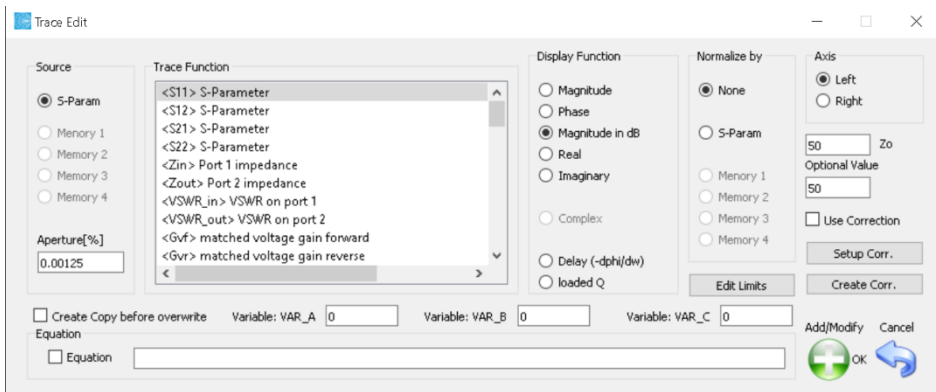 Trace Edit
Source
S-Param
Menory 1
Memory 2
Memory 3
Memory 4
Aperture[%]
0.00125
Trace Function
<S11> S-Parameter
<S12> S-Parameter
<S21> S-Parameter
<S22> S-Parameter
<Zin> Port 1 impedance
<Zout> Port 2 impedance
<VSWR_in> VSWR on port 1
<VSWR_out> VSWR on port 2
<Gvf> matched voltage gain forward
<Gvr> matched voltage gain reverse
Display Function
Magnitude
Phase
Magnitude in dB
Real
Imaginary
Complex
Delay (-dphi/dw)
loaded Q
Normalize by
None
S-Param
Menory 1
Memory 2
Memory 3
Memory 4
Edit Limits
Axis
Left
Right
50 Zo
Optional Value
50
Use Correction
Setup Corr.
Create Corr.
Create Copy before overwrite Variable: VAR_A 0 Variable: VAR_B 0 Variable: VAR_C 0
Equation
Equation
Add/Modify Cancel
OK